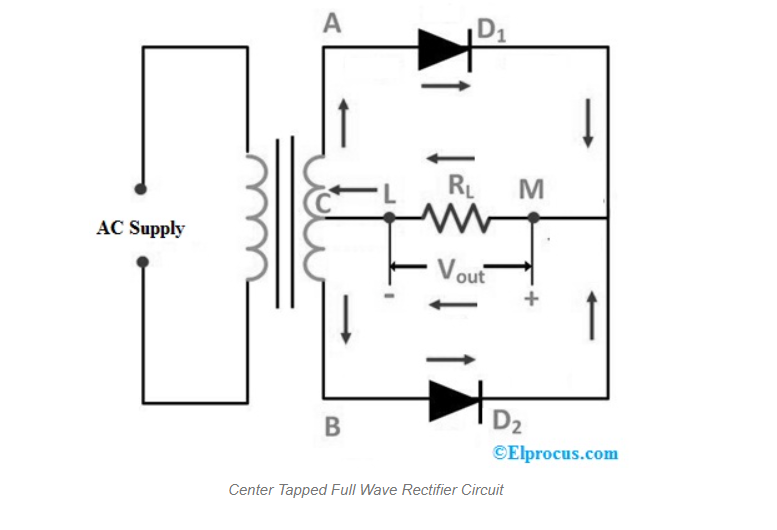 A
D1
C
L
RL
M
AC Supply
Vout
-
+
B
D2
©Elprocus.com
Center Tapped Full Wave Rectifier Circuit